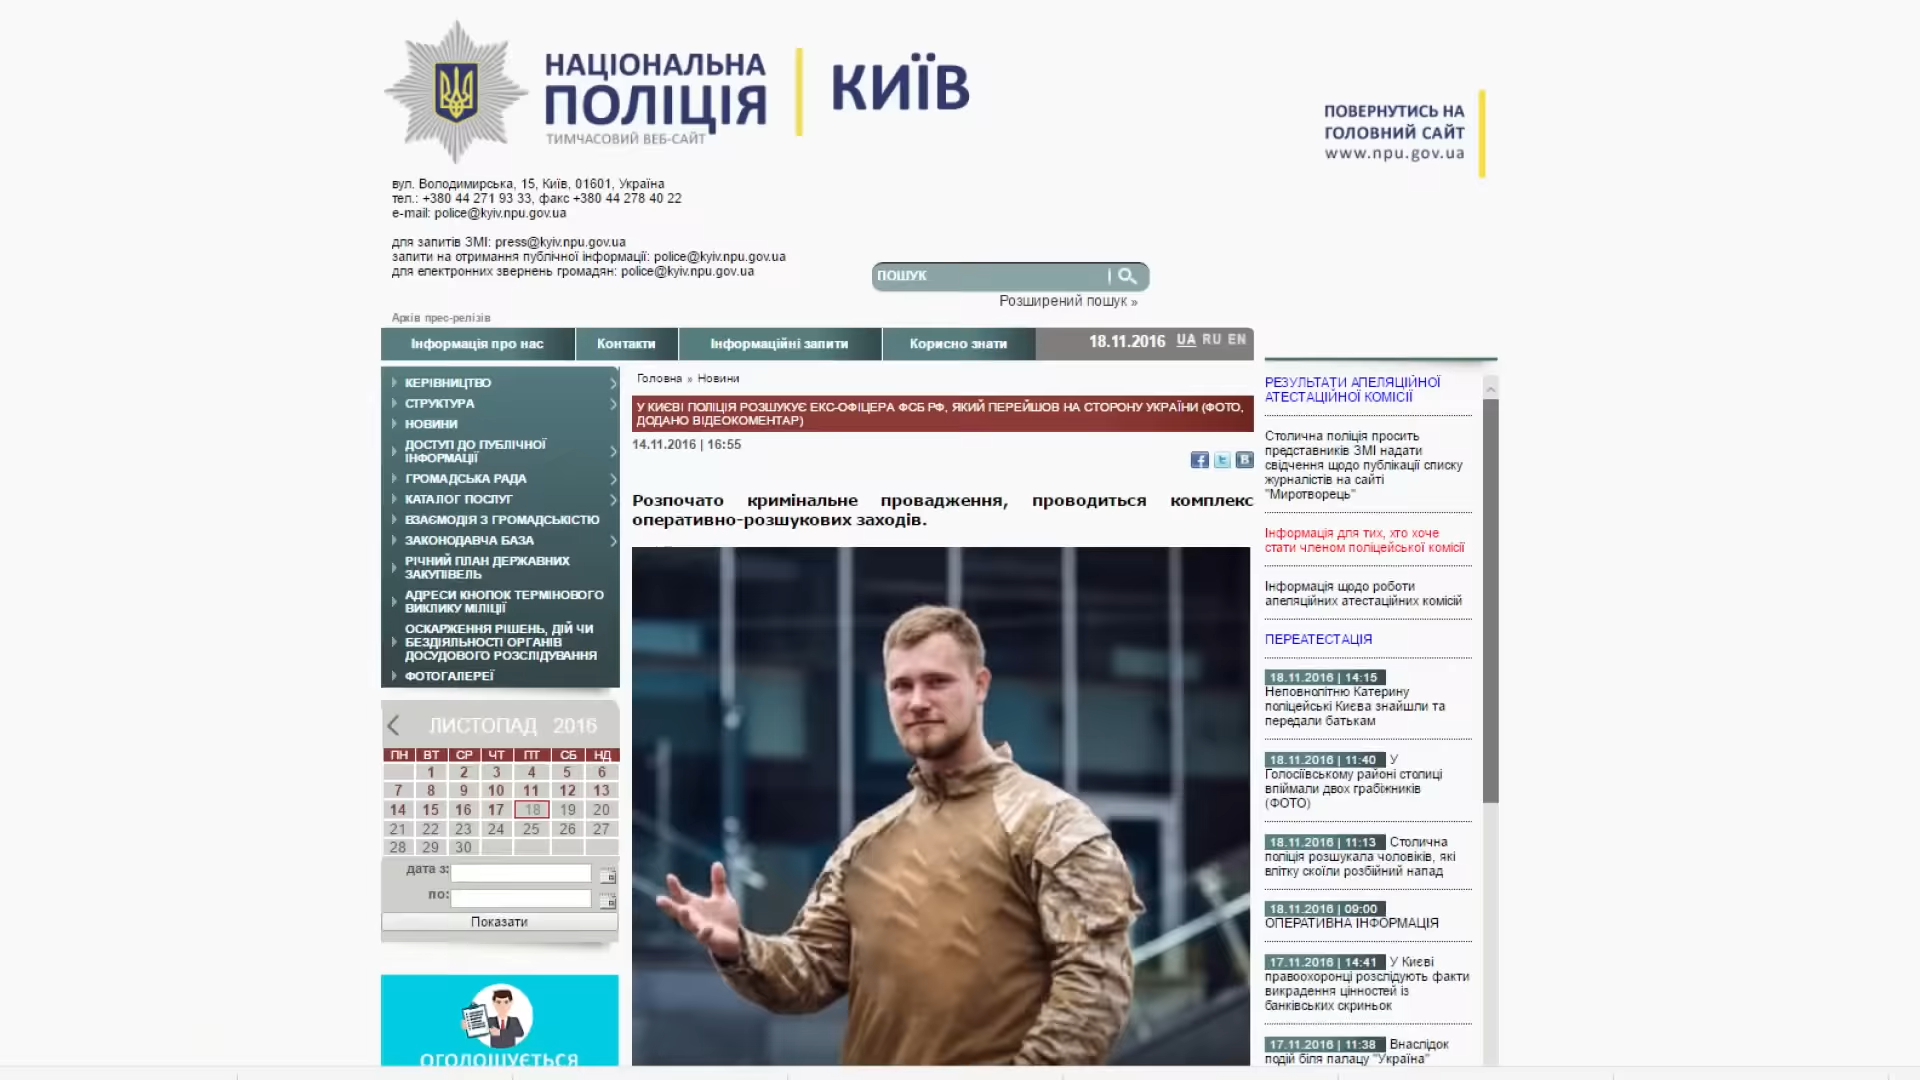 НАЦІОНАЛЬНА
ПОЛІЦІЯ
ТИМЧАСОВИЙ ВЕБ-САЙТ
КИЇВ
ПОВЕРНУТИСЬ НА
ГОЛОВНИЙ САЙТ
www.npu.gov.ua
вул. Володимирська, 15, Київ, 01601, Україна
тел.: +380 44 271 93 33, факс +380 44 278 40 22
e-mail: police@kyiv.npu.gov.ua
для запитів ЗМІ: press@kyiv.npu.gov.ua
запити на отримання публічної інформації: police@kyiv.npu.gov.ua
для електронних звернень громадян: police@kyiv.npu.gov.ua
ПОШУК
Розширений пошук »
Архів прес-релізів
Інформація про нас
Контакти
Інформаційні запити
Корисно знати
18.11.2016 UA RU EN
КЕРІВНИЦТВО
СТРУКТУРА
НОВИНИ
ДОСТУП ДО ПУБЛІЧНОЇ
ІНФОРМАЦІЇ
ГРОМАДСЬКА РАДА
КАТАЛОГ ПОСЛУГ
ВЗАЄМОДІЯ З ГРОМАДСЬКІСТЮ
ЗАКОНОДАВЧА БАЗА
РІЧНИЙ ПЛАН ДЕРЖАВНИХ
ЗАКУПІВЕЛЬ
АДРЕСИ КНОПОК ТЕРМІНОВОГО
ВИКЛИКУ МІЛІЦІЇ
ОСКАРЖЕННЯ РІШЕНЬ, ДІЙ ЧИ
БЕЗДІЯЛЬНОСТІ ОРГАНІВ
ДОСУДОВОГО РОЗСЛІДУВАННЯ
ФОТОГАЛЕРЕЇ
ЛИСТОПАД 2016
ПН ВТ СР ЧТ ПТ СБ НД
1 2 3 4 5 6
7 8 9 10 11 12 13
14 15 16 17 18 19 20
21 22 23 24 25 26 27
28 29 30
дата з:
по:
Показати
ОГОЛОШУЄТЬСЯ
Головна » Новини
У КИЄВІ ПОЛІЦІЯ РОЗШУКУЄ ЕКС-ОФІЦЕРА ФСБ РФ, ЯКИЙ ПЕРЕЙШОВ НА СТОРОНУ УКРАЇНИ (ФОТО,
ДОДАНО ВІДЕОКОМЕНТАР)
14.11.2016 | 16:55
Розпочато кримінальне провадження, проводиться комплекс
оперативно-розшукових заходів.
РЕЗУЛЬТАТИ АПЕЛЯЦІЙНОЇ
АТЕСТАЦІЙНОЇ КОМІСІЇ
Столична поліція просить
представників ЗМІ надати
свідчення щодо публікації списку
журналістів на сайті
"Миротворець"
Інформація для тих, хто хоче
стати членом поліцейської комісії
Інформація щодо роботи
апеляційних атестаційних комісій
ПЕРЕАТЕСТАЦІЯ
18.11.2016 | 14:15
Неповнолітню Катерину
поліцейські Києва знайшли та
передали батькам
18.11.2016 | 11:40 У
Голосіївському районі столиці
впіймали двох грабіжників
(ФОТО)
18.11.2016 | 11:13 Столична
поліція розшукала чоловіків, які
влітку скоїли розбійний напад
18.11.2016 | 09:00
ОПЕРАТИВНА ІНФОРМАЦІЯ
17.11.2016 | 14:41 У Києві
правоохоронці розслідують факти
викрадення цінностей із
банківських скриньок
17.11.2016 | 11:38 Внаслідок
подій біля палацу "Україна"